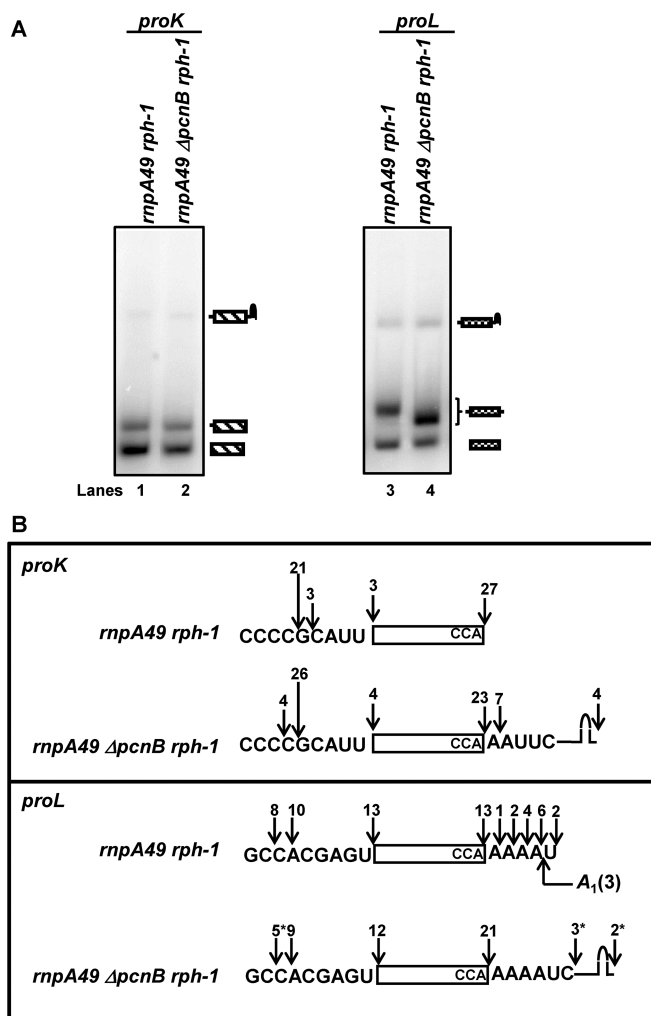 A
proK
proL
rnpA49 rph-1
rnpA49 ΔpcnB rph-1
rnpA49 rph-1
rnpA49 ΔpcnB rph-1
Lanes 1 2 3 4
B
proK
21 3 3 27
rnpA49 rph-1 CCCCGCAUU CCA
4 26 4 23 7 4
rnpA49 ΔpcnB rph-1 CCCCGCAUU CCA AAUUC
proL
8 10 13 13 1 2 4 6 2
rnpA49 rph-1 GCCACGAGU CCA AAAAU
A1(3)
5* 9 12 21 3* 2*
rnpA49 ΔpcnB rph-1 GCCACGAGU CCA AAAAUC